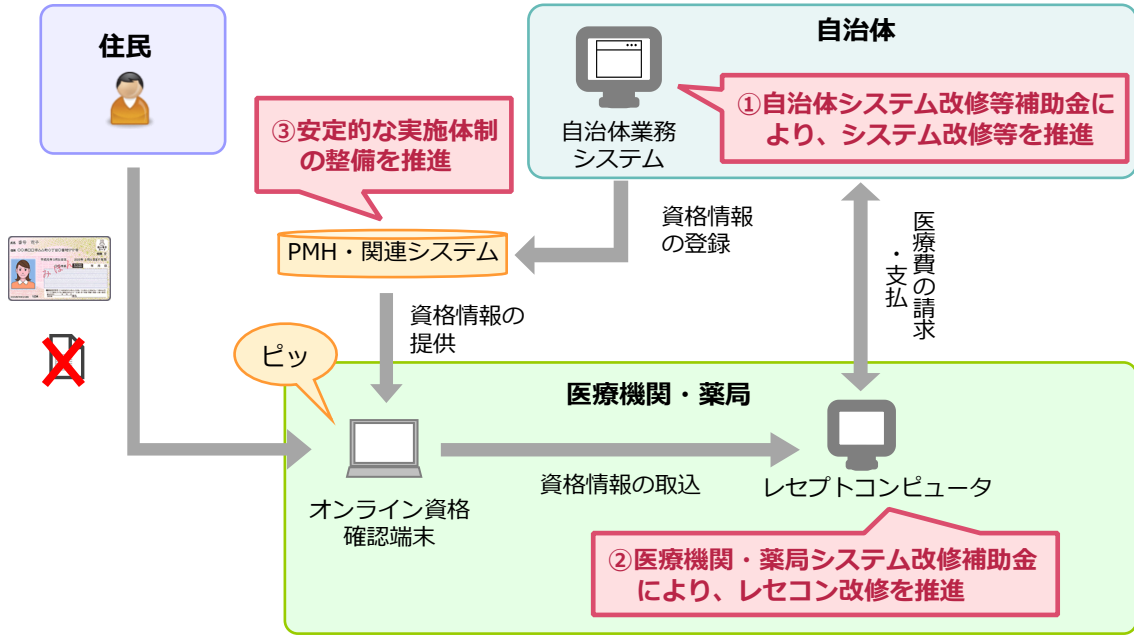 住民
自治体
自治体業務
システム
①自治体システム改修等補助金に
より、システム改修等を推進
③安定的な実施体制
の整備を推進
資格情報
の登録
PMH・関連システム
医療費の請求
・支払
資格情報の
提供
ピッ
医療機関・薬局
オンライン資格
確認端末
資格情報の取込
レセプトコンピュータ
②医療機関・薬局システム改修補助金
により、レセコン改修を推進